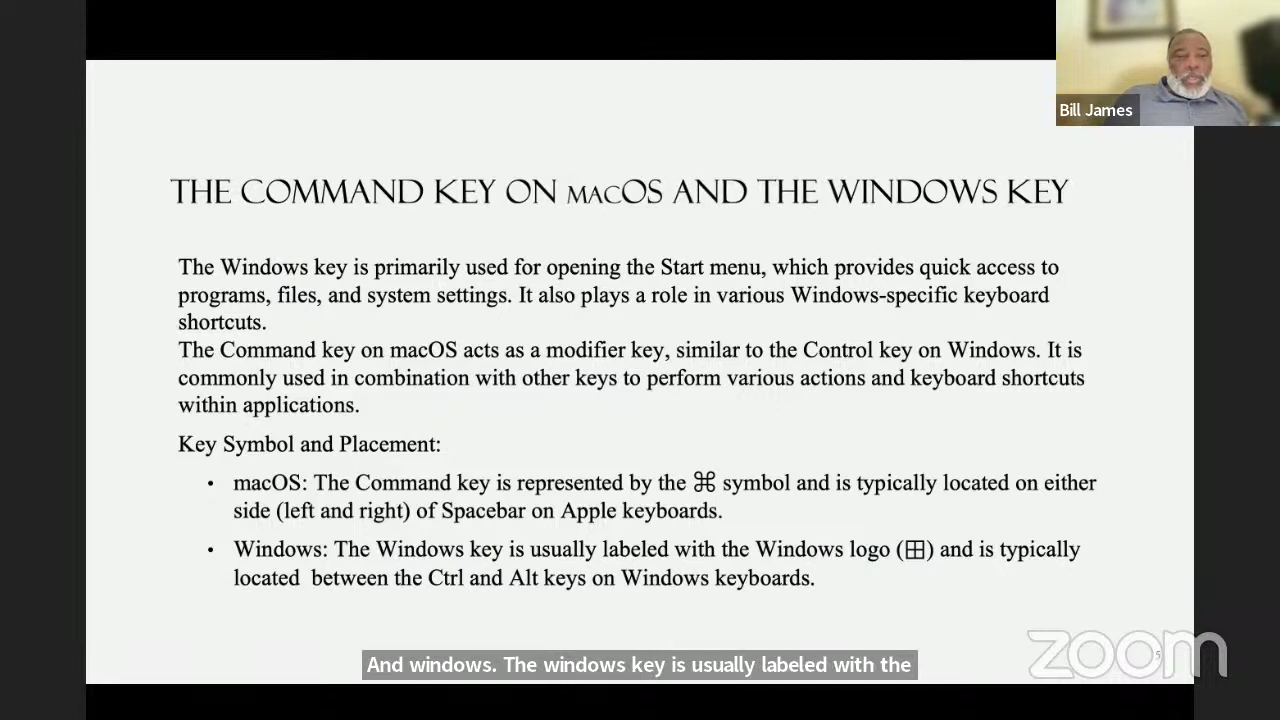 Bill James
THE COMMAND KEY ON MACOS AND THE WINDOWS KEY
The Windows key is primarily used for opening the Start menu, which provides quick access to
programs, files, and system settings. It also plays a role in various Windows-specific keyboard
shortcuts.
The Command key on macOS acts as a modifier key, similar to the Control key on Windows. It is
commonly used in combination with other keys to perform various actions and keyboard shortcuts
within applications.
Key Symbol and Placement:
• macOS: The Command key is represented by the ⌘ symbol and is typically located on either
side (left and right) of Spacebar on Apple keyboards.
• Windows: The Windows key is usually labeled with the Windows logo (⊞) and is typically
located between the Ctrl and Alt keys on Windows keyboards.
zoom
5
And windows. The windows key is usually labeled with the